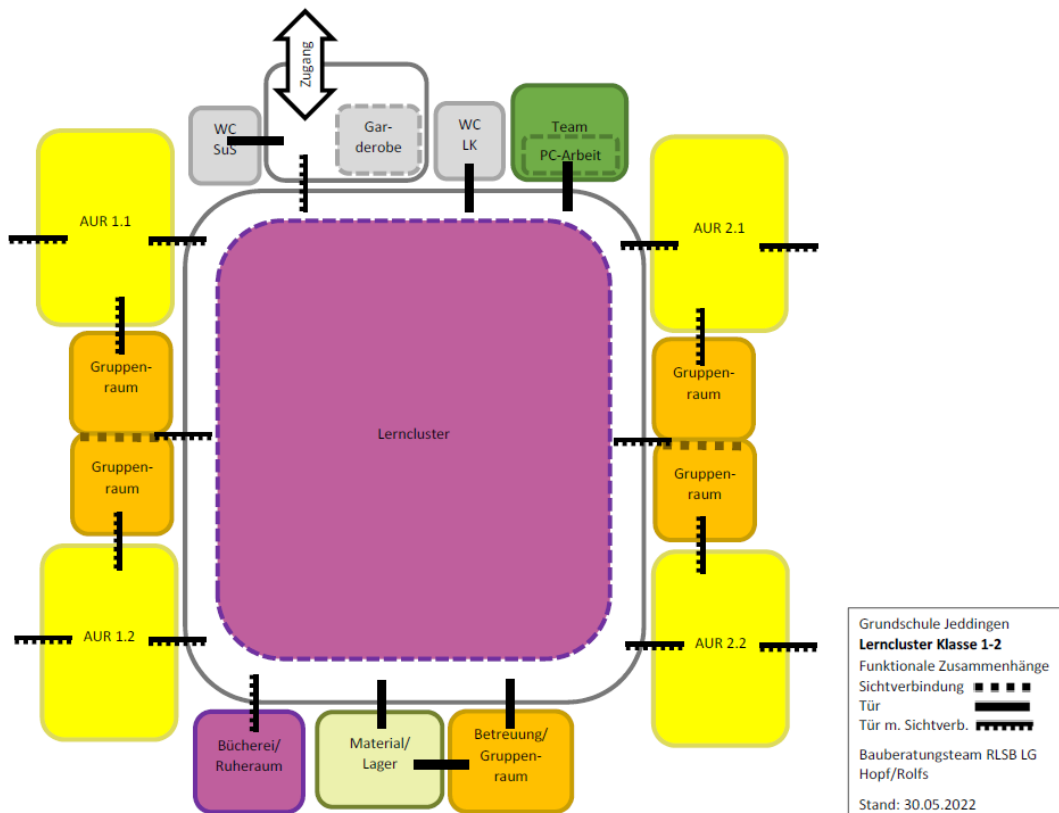 Zugang
WC
SuS
Gar-
derobe
WC
LK
Team
PC-Arbeit
AUR 1.1
AUR 2.1
Gruppen-
raum
Gruppen-
raum
Lerncluster
Gruppen-
raum
Gruppen-
raum
AUR 1.2
AUR 2.2
Bücherei/
Ruheraum
Material/
Lager
Betreuung/
Gruppen-
raum
Grundschule Jeddingen
Lerncluster Klasse 1-2
Funktionale Zusammenhänge
Sichtverbindung
Tür
Tür m. Sichtverb.
Bauberatungsteam RLSB LG
Hopf/Rolfs
Stand: 30.05.2022